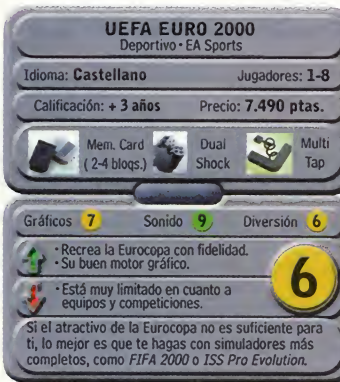 UEFA EURO 2000
Deportivo • EA Sports
Idioma: Castellano Jugadores: 1-8
Calificación: + 3 años Precio: 7.490 ptas.
Mem. Card
( 2-4 bloqs.)
Dual
Shock
Multi
Tap
Gráficos 7 Sonido 9 Diversión 6
• Recrea la Eurocopa con fidelidad.
• Su buen motor gráfico.
6
• Está muy limitado en cuanto a
equipos y competiciones.
Si el atractivo de la Eurocopa no es suficiente para
ti, lo mejor es que te hagas con simuladores más
completos, como FIFA 2000 o ISS Pro Evolution.